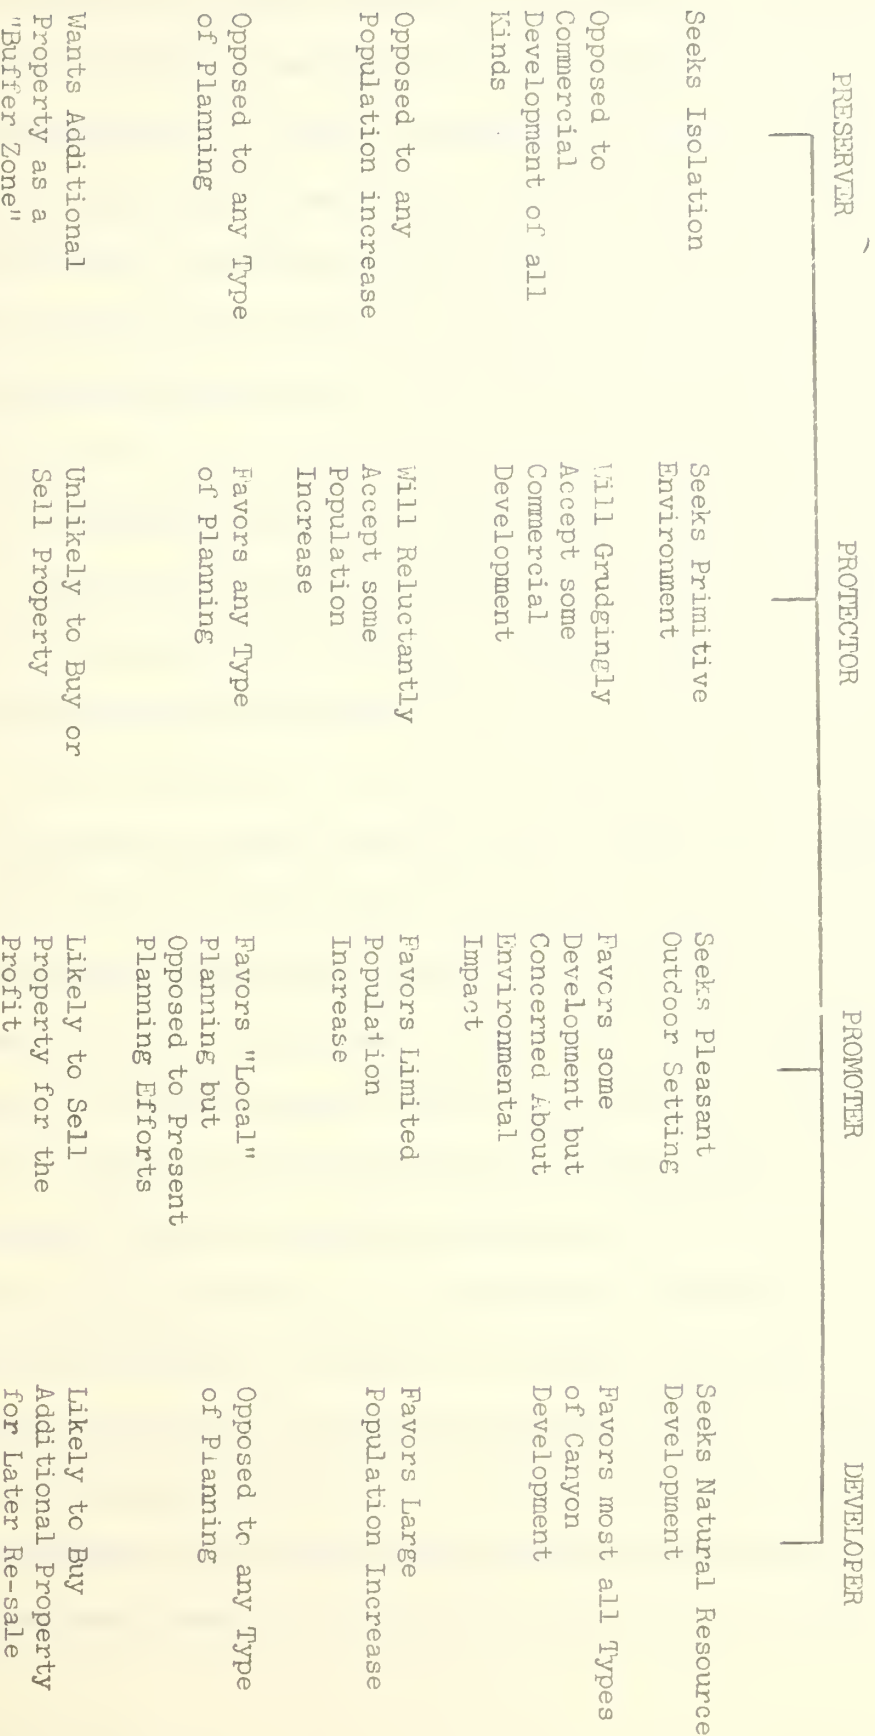 PRESERVER
PROTECTOR
PROMOTER
DEVELOPER
Seeks Isolation
Seeks Primitive
Environment
Seeks Pleasant
Outdoor Setting
Seeks Natural Resource
Development
Opposed to
Commercial
Development of all
Kinds
Will Grudgingly
Accept some
Commercial
Development
Favors some
Development but
Concerned About
Environmental
Impact
Favors most all Types
of Canyon
Development
Opposed to any
Population increase
Will Reluctantly
Accept some
Population
Increase
Favors Limited
Population
Increase
Favors Large
Population Increase
Opposed to any Type
of Planning
Favors any Type
of Planning
Favors "Local"
Planning but
Opposed to Present
Planning Efforts
Opposed to any Type
of Planning
Wants Additional
Property as a
"Buffer Zone"
Unlikely to Buy or
Sell Property
Likely to Sell
Property for the
Profit
Likely to Buy
Additional Property
for Later Re-sale